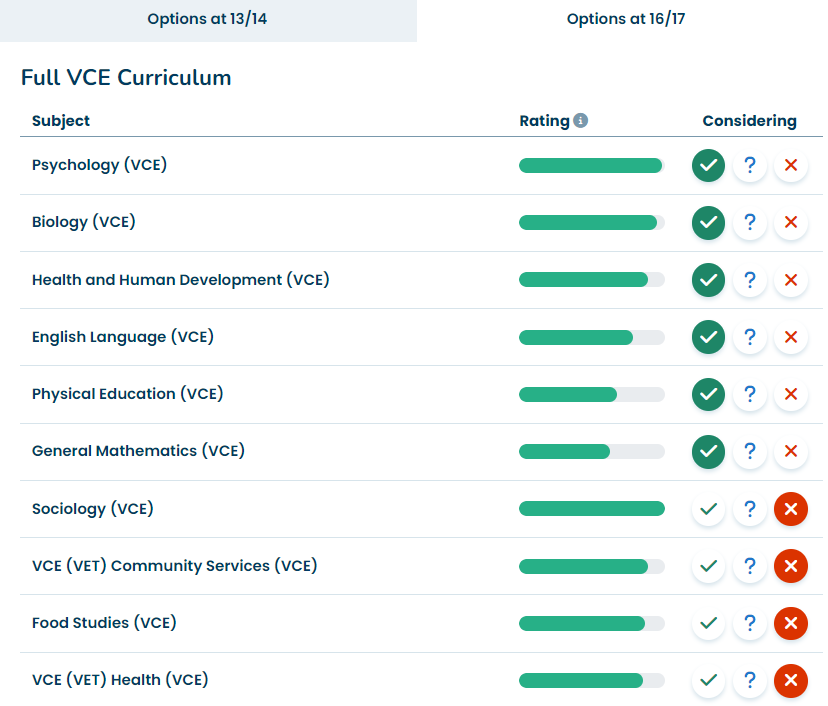 Options at 13/14
Options at 16/17
Full VCE Curriculum
Subject Rating i Considering
Psychology (VCE) ?
Biology (VCE) ?
Health and Human Development (VCE) ?
English Language (VCE) ?
Physical Education (VCE) ?
General Mathematics (VCE) ?
Sociology (VCE) ?
VCE (VET) Community Services (VCE) ?
Food Studies (VCE) ?
VCE (VET) Health (VCE) ?